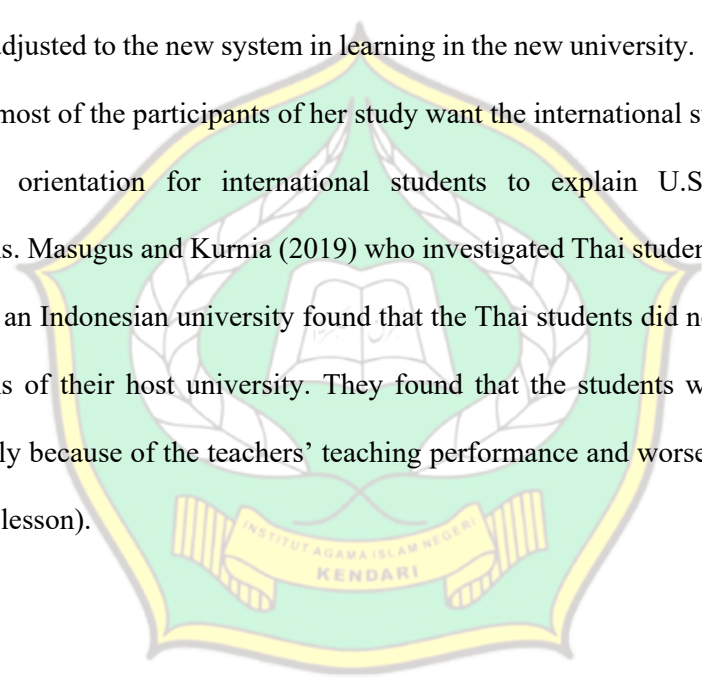 adjusted to the new system in learning in the new university.
most of the participants of her study want the international
orientation for international students to explain U.S
Masugus and Kurnia (2019) who investigated Thai
an Indonesian university found that the Thai students did
of their host university. They found that the students
because of the teachers’ teaching performance and worse
lesson).
INSTITUT AGAMA ISLAM NEGERI
KENDARI